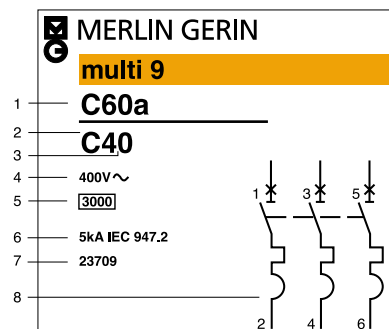 MERLIN GERIN
multi 9
1 C60a
2 C40
3
4 400V~
5 3000
6 5kA IEC 947.2
7 23709
8
1 3 5
2 4 6